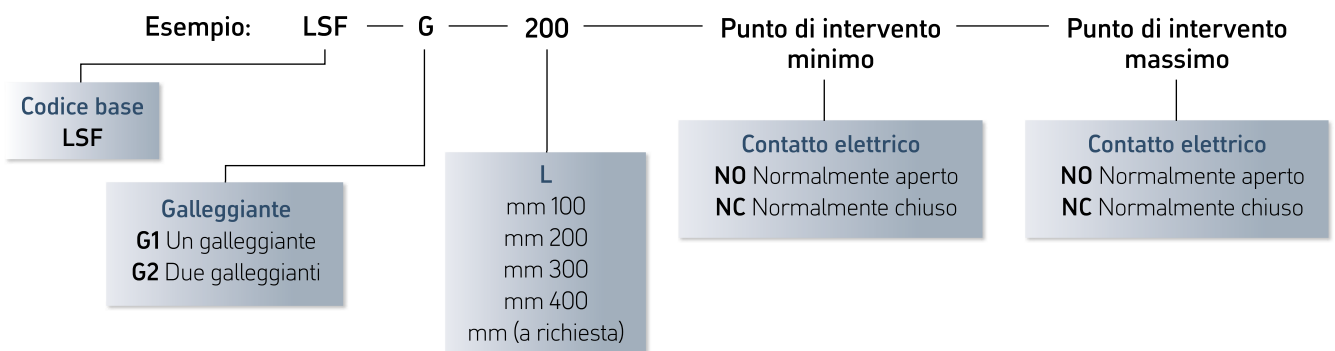 Esempio: LSF G 200 Punto di intervento minimo Punto di intervento massimo
Codice base
LSF
Galleggiante
G1 Un galleggiante
G2 Due galleggianti
L
mm 100
mm 200
mm 300
mm 400
mm (a richiesta)
Contatto elettrico
NO Normalmente aperto
NC Normalmente chiuso
Contatto elettrico
NO Normalmente aperto
NC Normalmente chiuso